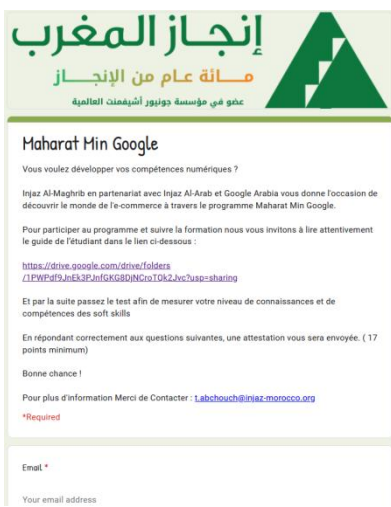 إنجاز المغرب
مائة عام من الإنجاز
عضو في مؤسسة جونيور أشيفمنت العالمية
Maharat Min Google
Vous voulez développer vos compétences numériques ?
Injaz Al-Maghrib en partenariat avec Injaz Al-Arab et Google Arabia vous donne l'occasion de
découvrir le monde de l'e-commerce à travers le programme Maharat Min Google.
Pour participer au programme et suivre la formation nous vous invitons à lire attentivement
le guide de l'étudiant dans le lien ci-dessous :
https://drive.google.com/drive/folders
/1PWPdf9JnEk3PJnfGKG8DjNCroTQk2Jvc?usp=sharing
Et par la suite passez le test afin de mesurer votre niveau de connaissances et de
compétences des soft skills
En répondant correctement aux questions suivantes, une attestation vous sera envoyée. ( 17
points minimum)
Bonne chance !
Pour plus d'information Merci de Contacter : t.abchouch@injaz-morocco.org
*Required
Email *
Your email address